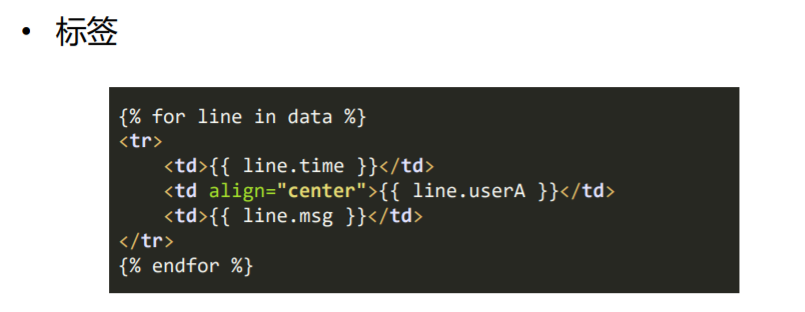 • 标签
{% for line in data %}
<tr>
    <td>{{ line.time }}</td>
    <td align="center">{{ line.userA }}</td>
    <td>{{ line.msg }}</td>
</tr>
{% endfor %}